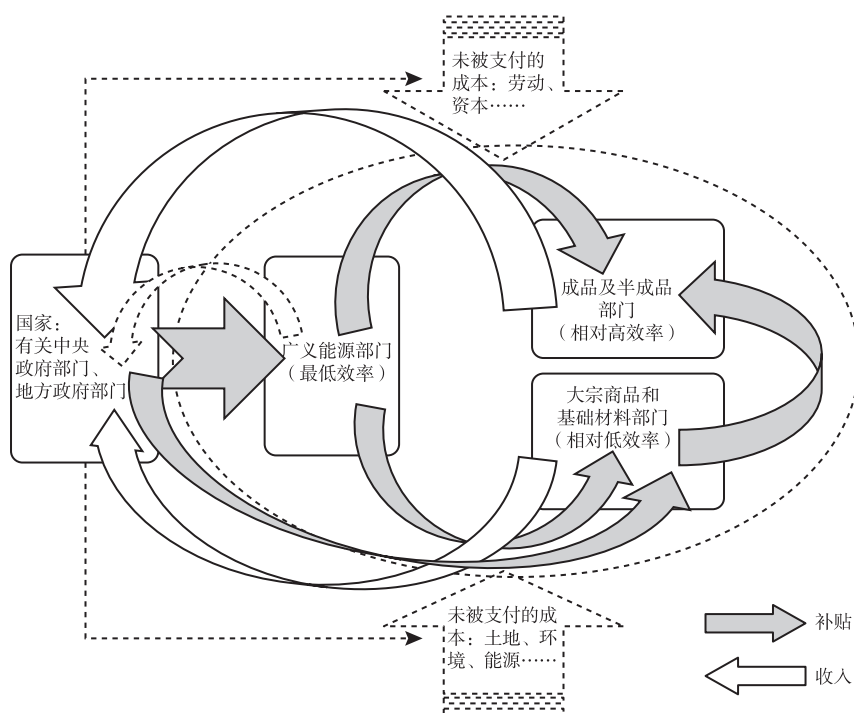 未被支付的
成本：劳动、
资本……
国家：
有关中央
政府部门、
地方政府部门
广义能源部门
（最低效率）
成品及半成品
部门
（相对高效率）
大宗商品和
基础材料部门
（相对低效率）
未被支付的成
本：土地、环
境、能源……
补贴
收入